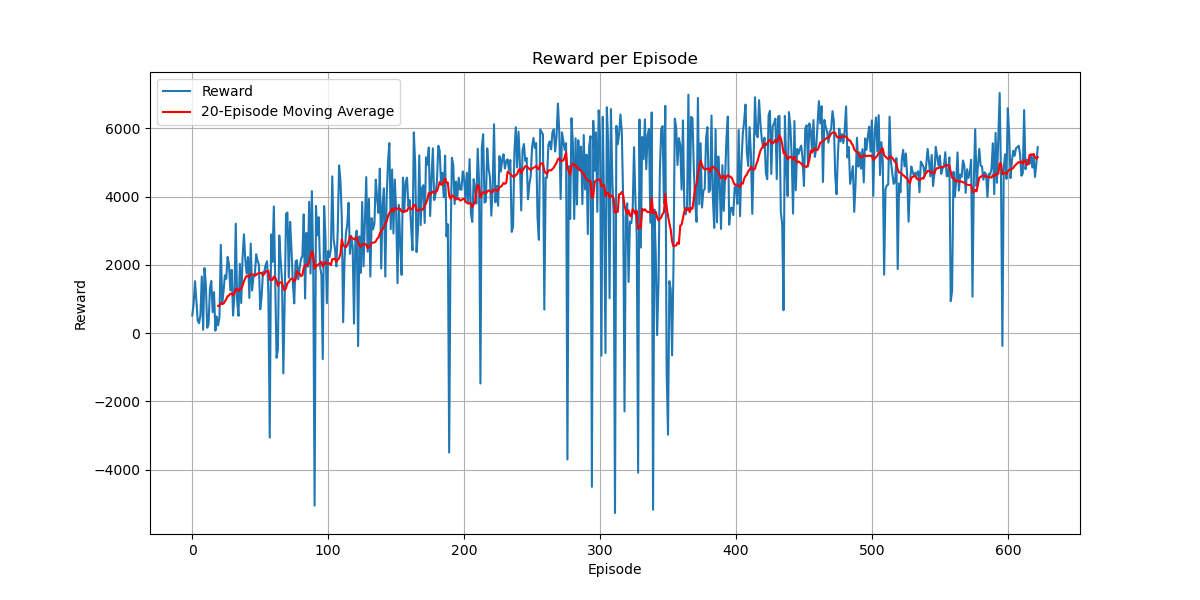 Reward per Episode
Reward
20-Episode Moving Average
6000
4000
2000
0
−2000
−4000
Reward
0 100 200 300 400 500 600
Episode